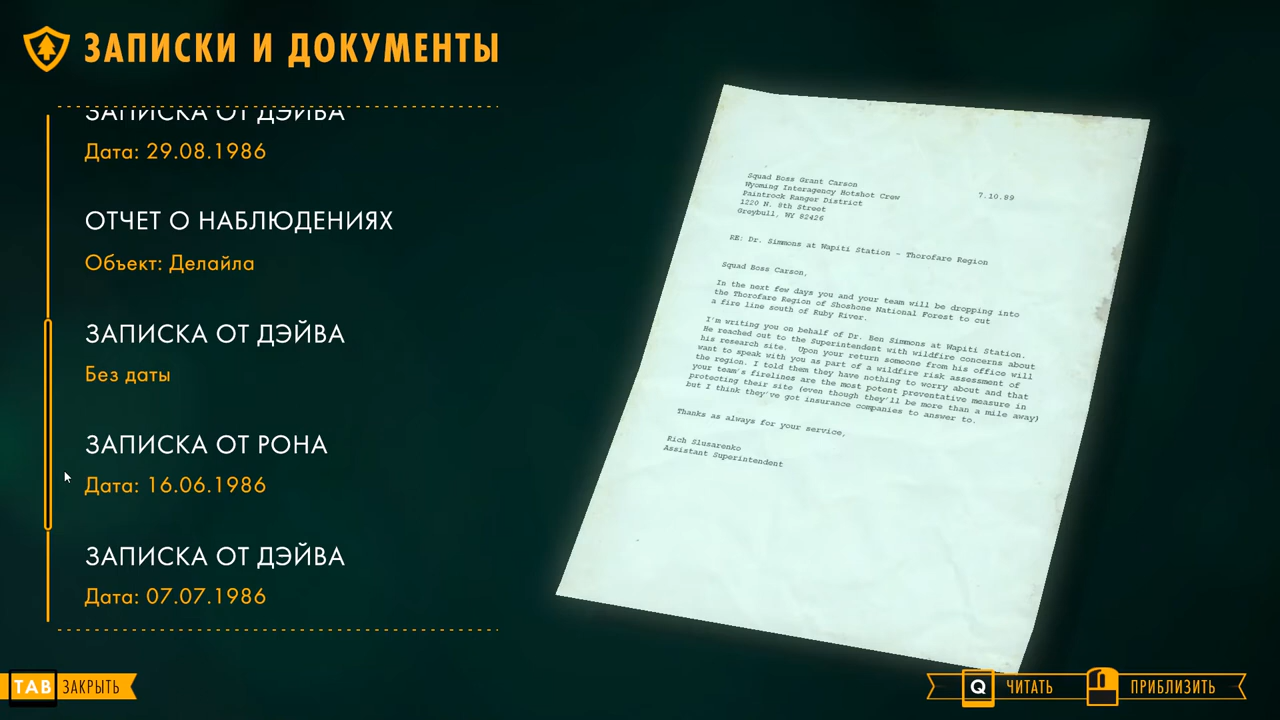 ЗАПИСКИ И ДОКУМЕНТЫ
ЗАПИСКА ОТ ДЭЙВА
Дата: 29.08.1986
ОТЧЕТ О НАБЛЮДЕНИЯХ
Объект: Делайла
ЗАПИСКА ОТ ДЭЙВА
Без даты
ЗАПИСКА ОТ РОНА
Дата: 16.06.1986
ЗАПИСКА ОТ ДЭЙВА
Дата: 07.07.1986
Squad Boss Grant Carson
Wyoming Interagency Hotshot Crew
Paintrock Ranger District
1220 N. 8th Street
Greybull, WY 82426
7.10.89
RE: Dr. Simmons at Wapiti Station - Thorofare Region
Squad Boss Carson,
In the next few days you and your team will be dropping into
the Thorofare Region of Shoshone National Forest to cut
a fire line south of Ruby River.
I'm writing you on behalf of Dr. Ben Simmons at Wapiti Station.
He reached out to the Superintendent with wildfire concerns about
his research site. Upon your return someone from his office will
want to speak with you as part of a wildfire risk assessment of
the region. I told them they have nothing to worry about and that
your team's firelines are the most potent preventative measure in
protecting their site (even though they'll be more than a mile away)
but I think they've got insurance companies to answer to.
Thanks as always for your service,
Rich Slusarenko
Assistant Superintendent
TAB ЗАКРЫТЬ
Q ЧИТАТЬ ПРИБЛИЗИТЬ